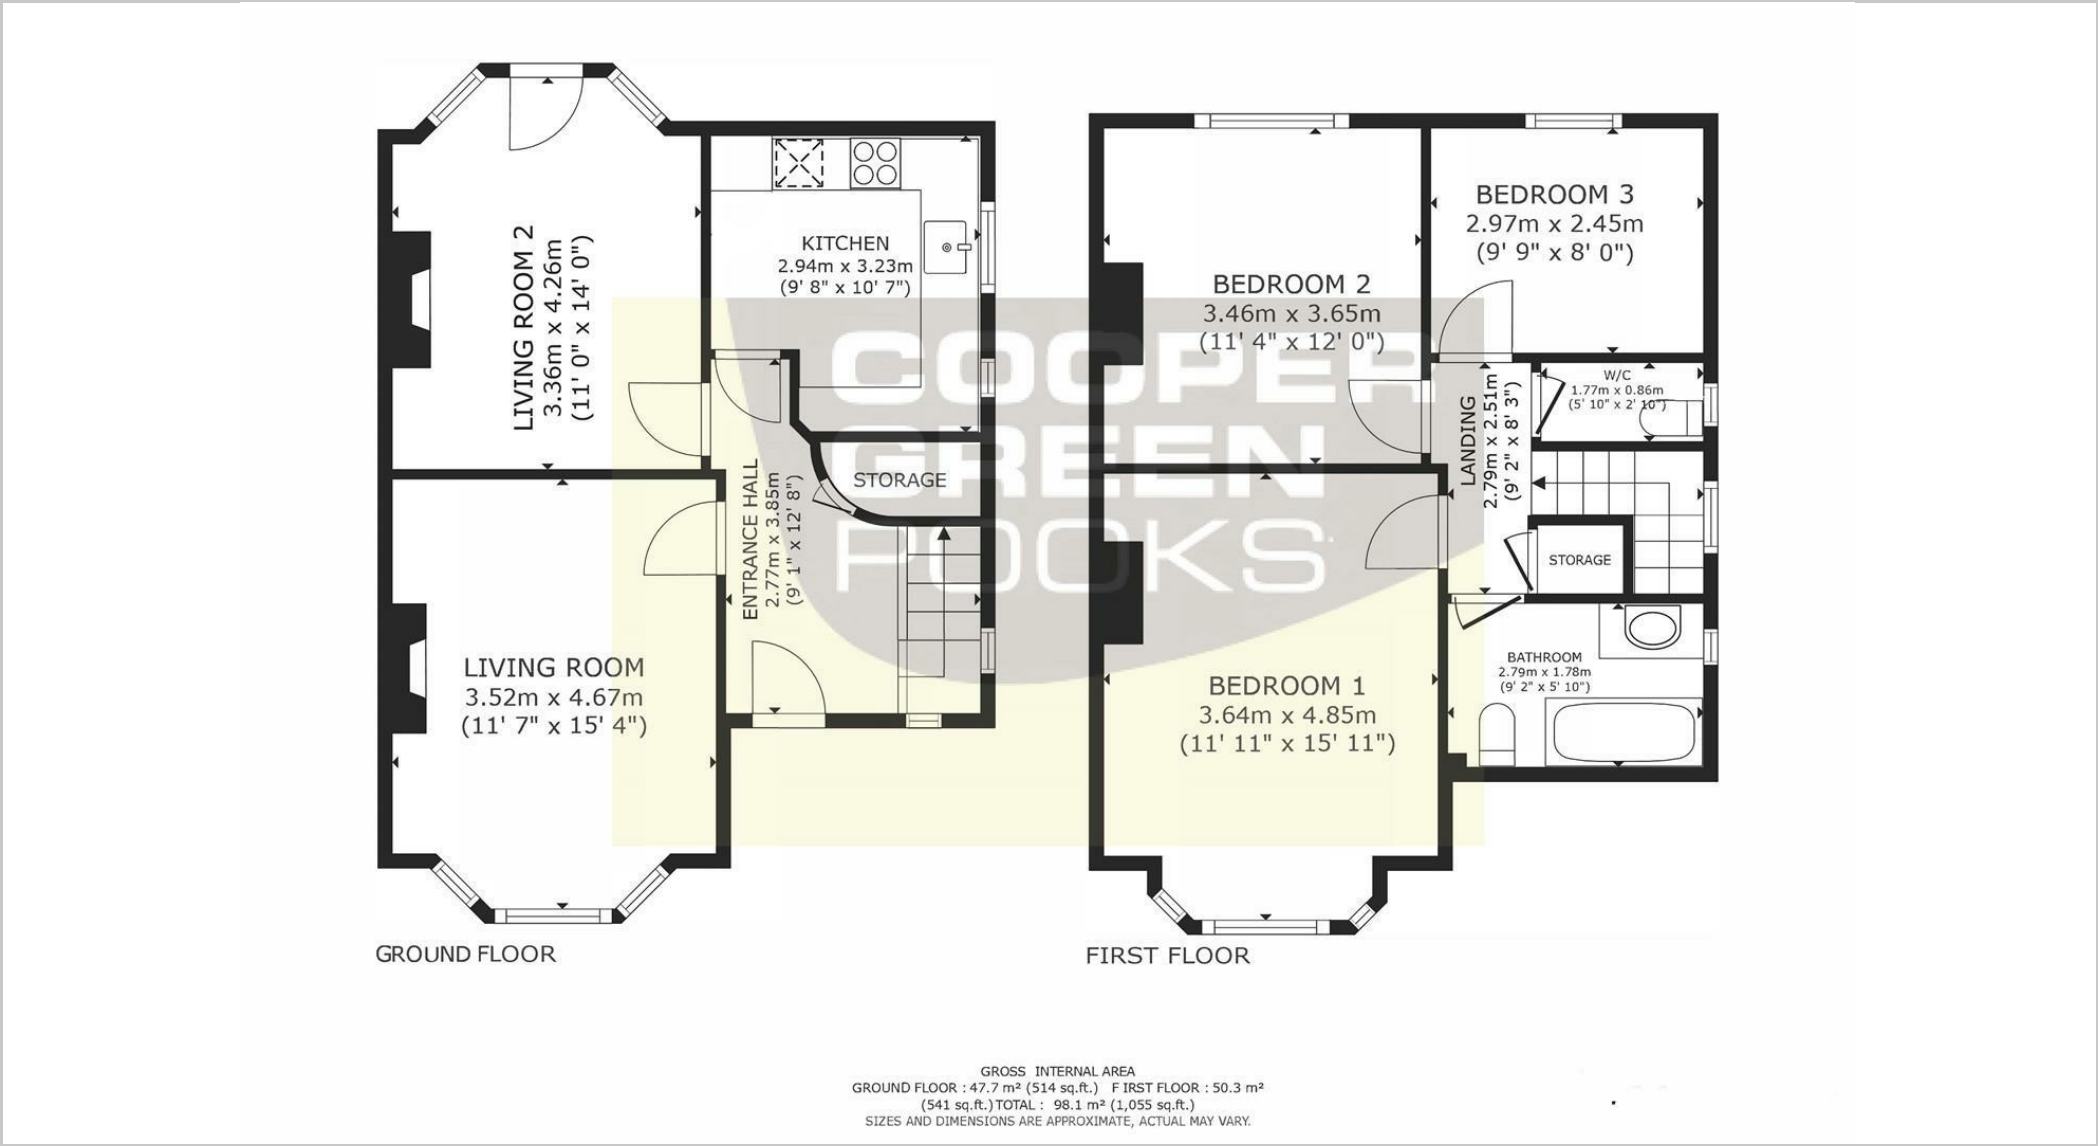 LIVING ROOM 2
3.36m x 4.26m
(11' 0" x 14' 0")
KITCHEN
2.94m x 3.23m
(9' 8" x 10' 7")
STORAGE
ENTRANCE HALL
2.77m x 3.85m
(9' 1" x 12' 8")
LIVING ROOM
3.52m x 4.67m
(11' 7" x 15' 4")
GROUND FLOOR
BEDROOM 2
3.46m x 3.65m
(11' 4" x 12' 0")
BEDROOM 3
2.97m x 2.45m
(9' 9" x 8' 0")
W/C
1.77m x 0.86m
(5' 10" x 2' 10")
LANDING
2.79m x 2.51m
(9' 2" x 8' 3")
STORAGE
BEDROOM 1
3.64m x 4.85m
(11' 11" x 15' 11")
BATHROOM
2.79m x 1.78m
(9' 2" x 5' 10")
FIRST FLOOR
COOPER
GREEN
POOKS
GROSS INTERNAL AREA
GROUND FLOOR : 47.7 m² (514 sq.ft.) F IRST FLOOR : 50.3 m²
(541 sq.ft.) TOTAL : 98.1 m² (1,055 sq.ft.)
SIZES AND DIMENSIONS ARE APPROXIMATE, ACTUAL MAY VARY.